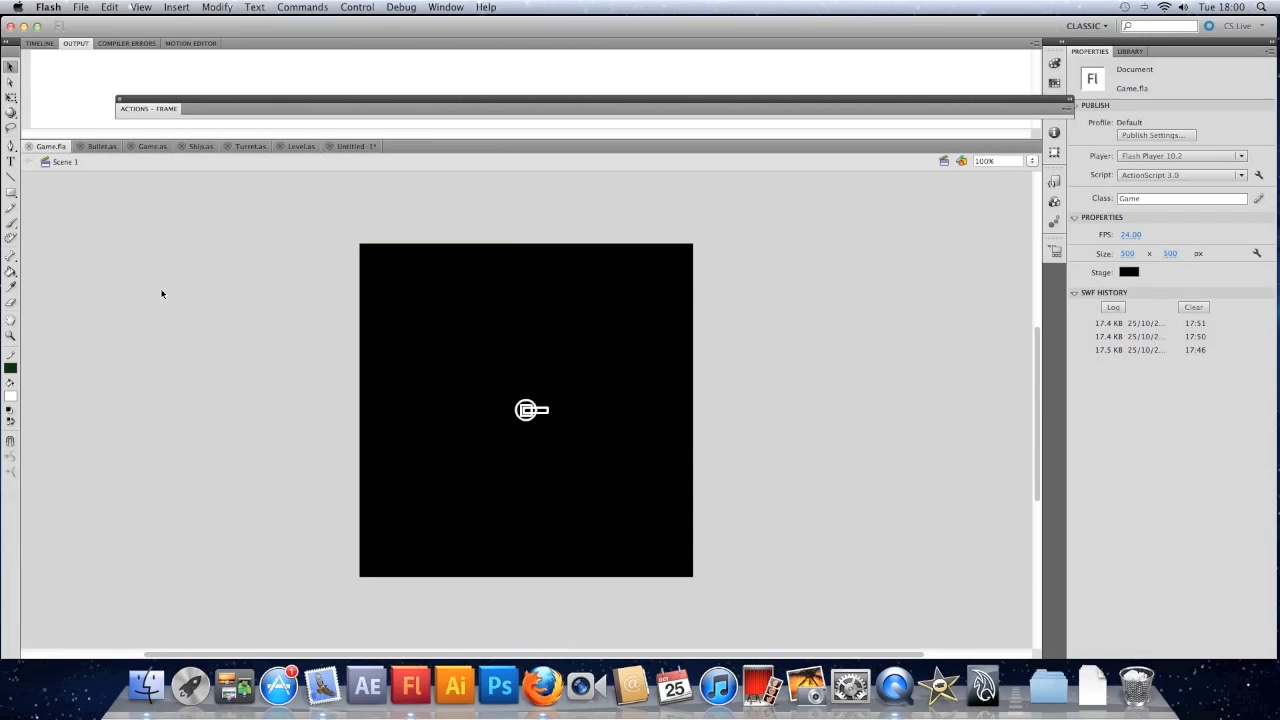 Flash File Edit View Insert Modify Text Commands Control Debug Window Help Tue 18:00
Fl CLASSIC CS Live
TIMELINE OUTPUT COMPILER ERRORS MOTION EDITOR
PROPERTIES LIBRARY
Fl Document
Game.fla
ACTIONS - FRAME
PUBLISH
Profile: Default
Publish Settings...
Game.fla Bullet.as Game.as Ship.as Turret.as Level.as Untitled-1*
Scene 1 100%
Player: Flash Player 10.2
Script: ActionScript 3.0
Class: Game
PROPERTIES
FPS: 24.00
Size: 500 x 500 px
Stage:
SWF HISTORY
Log Clear
17.4 KB 25/10/2... 17:51
17.4 KB 25/10/2... 17:50
17.5 KB 25/10/2... 17:46
T
1
AE Fl Ai Ps @ OCT 25